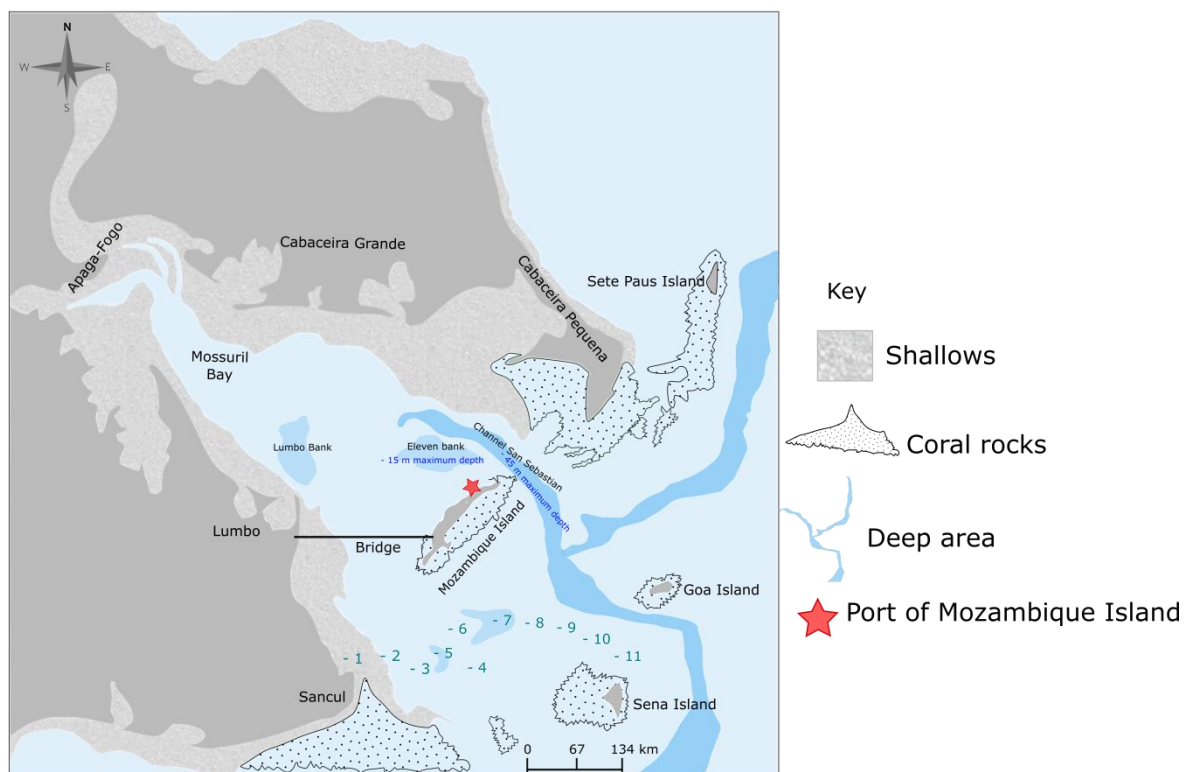 N
W
E
S
Apaga-Fogo
Cabaceira Grande
Cabaceira Pequena
Sete Paus Island
Mossuril
Bay
Lumbo Bank
Eleven bank
- 15 m maximum depth
Channel San Sebastian
- 45 m maximum depth
Lumbo
Bridge
Mozambique Island
Goa Island
- 1
- 2
- 3
- 4
- 5
- 6
- 7
- 8
- 9
- 10
- 11
Sancul
Sena Island
0 67 134 km
Key
Shallows
Coral rocks
Deep area
Port of Mozambique Island